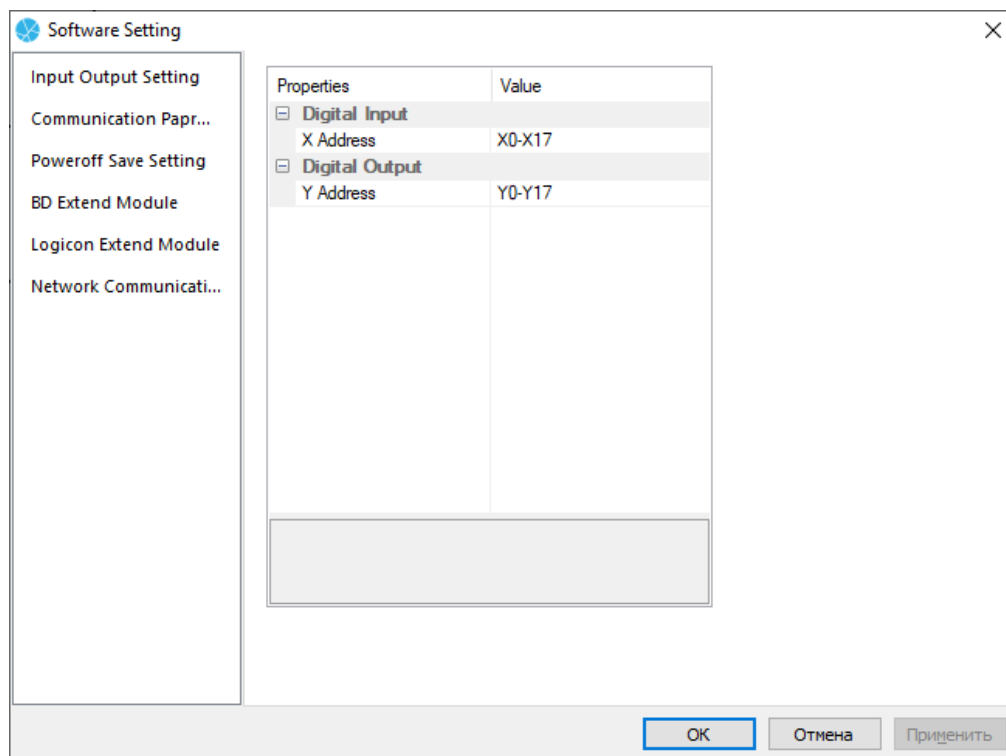 Software Setting
Input Output Setting
Communication Papr...
Poweroff Save Setting
BD Extend Module
Logicon Extend Module
Network Communicati...
Properties Value
Digital Input
X Address X0-X17
Digital Output
Y Address Y0-Y17
OK Отмена Применить